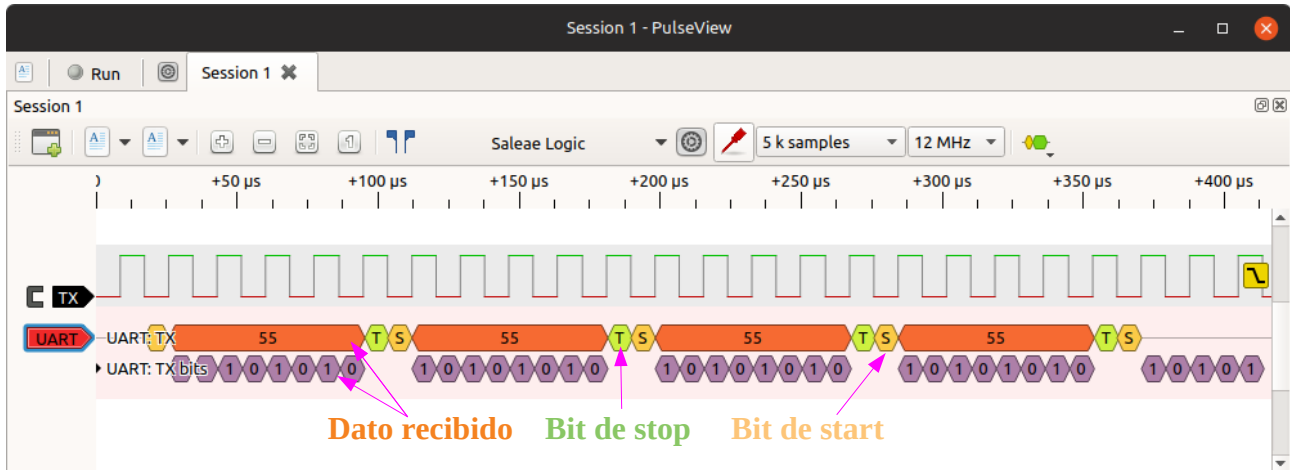 Session 1 - PulseView
Run
Session 1
Session 1
Saleae Logic
5 k samples
12 MHz
+50 µs +100 µs +150 µs +200 µs +250 µs +300 µs +350 µs +400 µs
TX
UART UART: TX 55 T S 55 T S 55 T S 55 T S
UART: TX bits 1 0 1 0 1 0 1 0 1 0 1 0 1 0 1 0 1 0 1 0 1 0 1 0 1 0 1 0 1 0 1 0 1 0 1
Dato recibido Bit de stop Bit de start